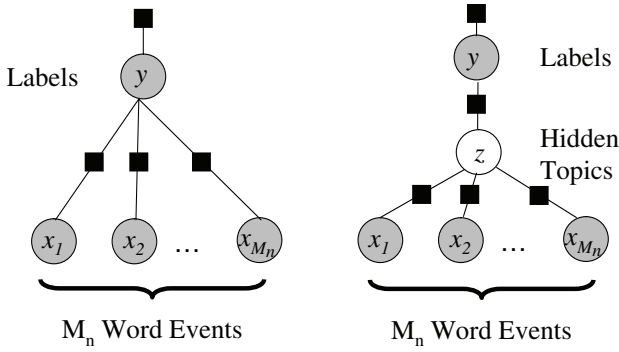 Labels
y
x1 x2 ... xMn
Mn Word Events
y
Labels
z
Hidden
Topics
x1 x2 ... xMn
Mn Word Events